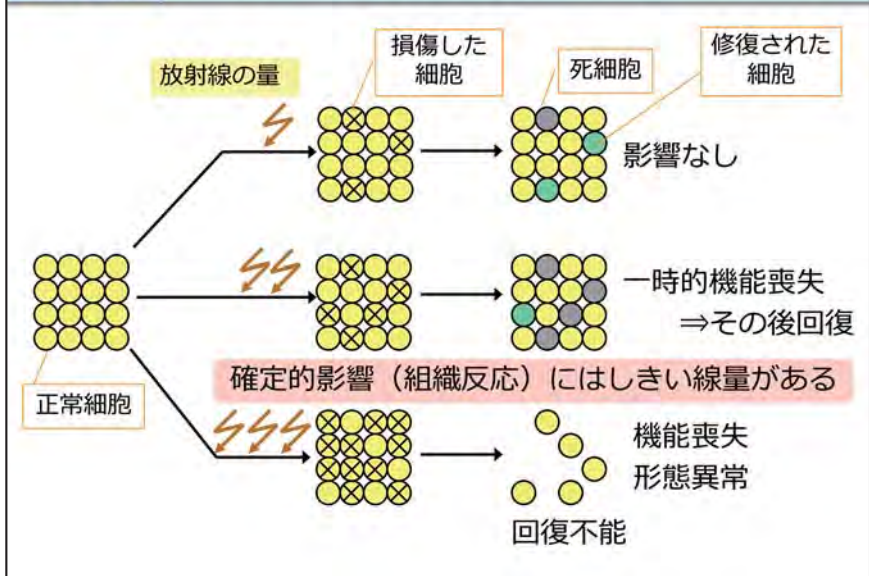 放射線の量
損傷した
細胞
死細胞
修復された
細胞
影響なし
正常細胞
一時的機能喪失
⇒その後回復
確定的影響（組織反応）にはしきい線量がある
機能喪失
形態異常
回復不能